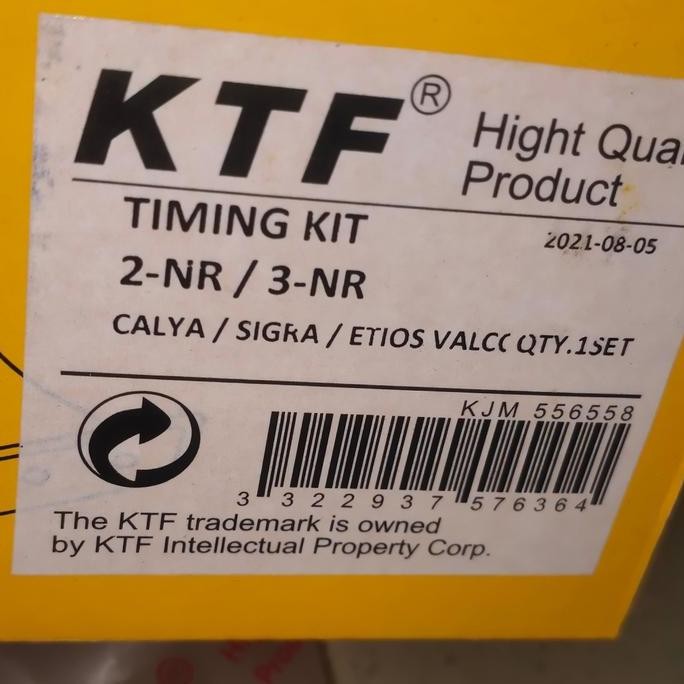 KTF®
Hight Qua
Product
TIMING KIT
2021-08-05
2-NR / 3-NR
CALYA / SIGRA / ETIOS VALCO QTY.1SET
KJM 556558
3 322937 576364
The KTF trademark is owned
by KTF Intellectual Property Corp.